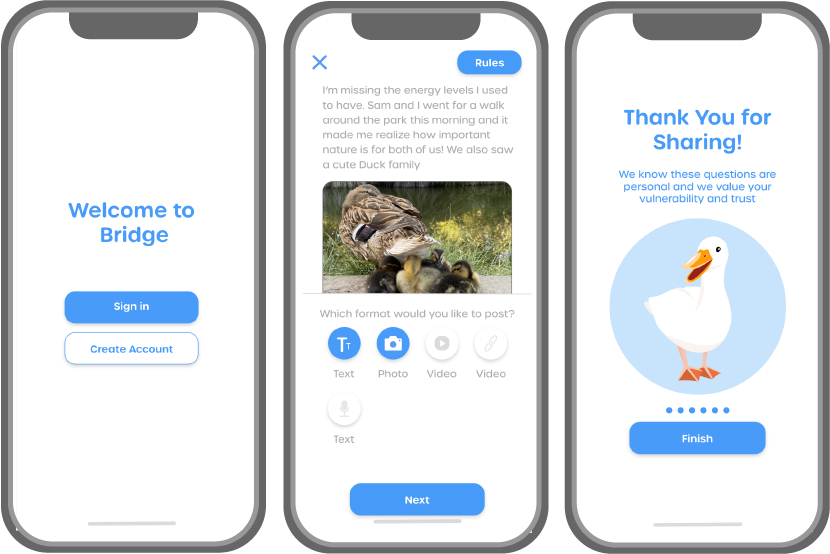 Welcome to
Bridge
Sign in
Create Account
Rules
I'm missing the energy levels I used
to have. Sam and I went for a walk
around the park this morning and it
made me realize how important
nature is for both of us! We also saw
a cute Duck family
Which format would you like to post?
TT
Text
Photo
Video
Video
Text
Next
Thank You for
Sharing!
We know these questions are
personal and we value your
vulnerability and trust
Finish